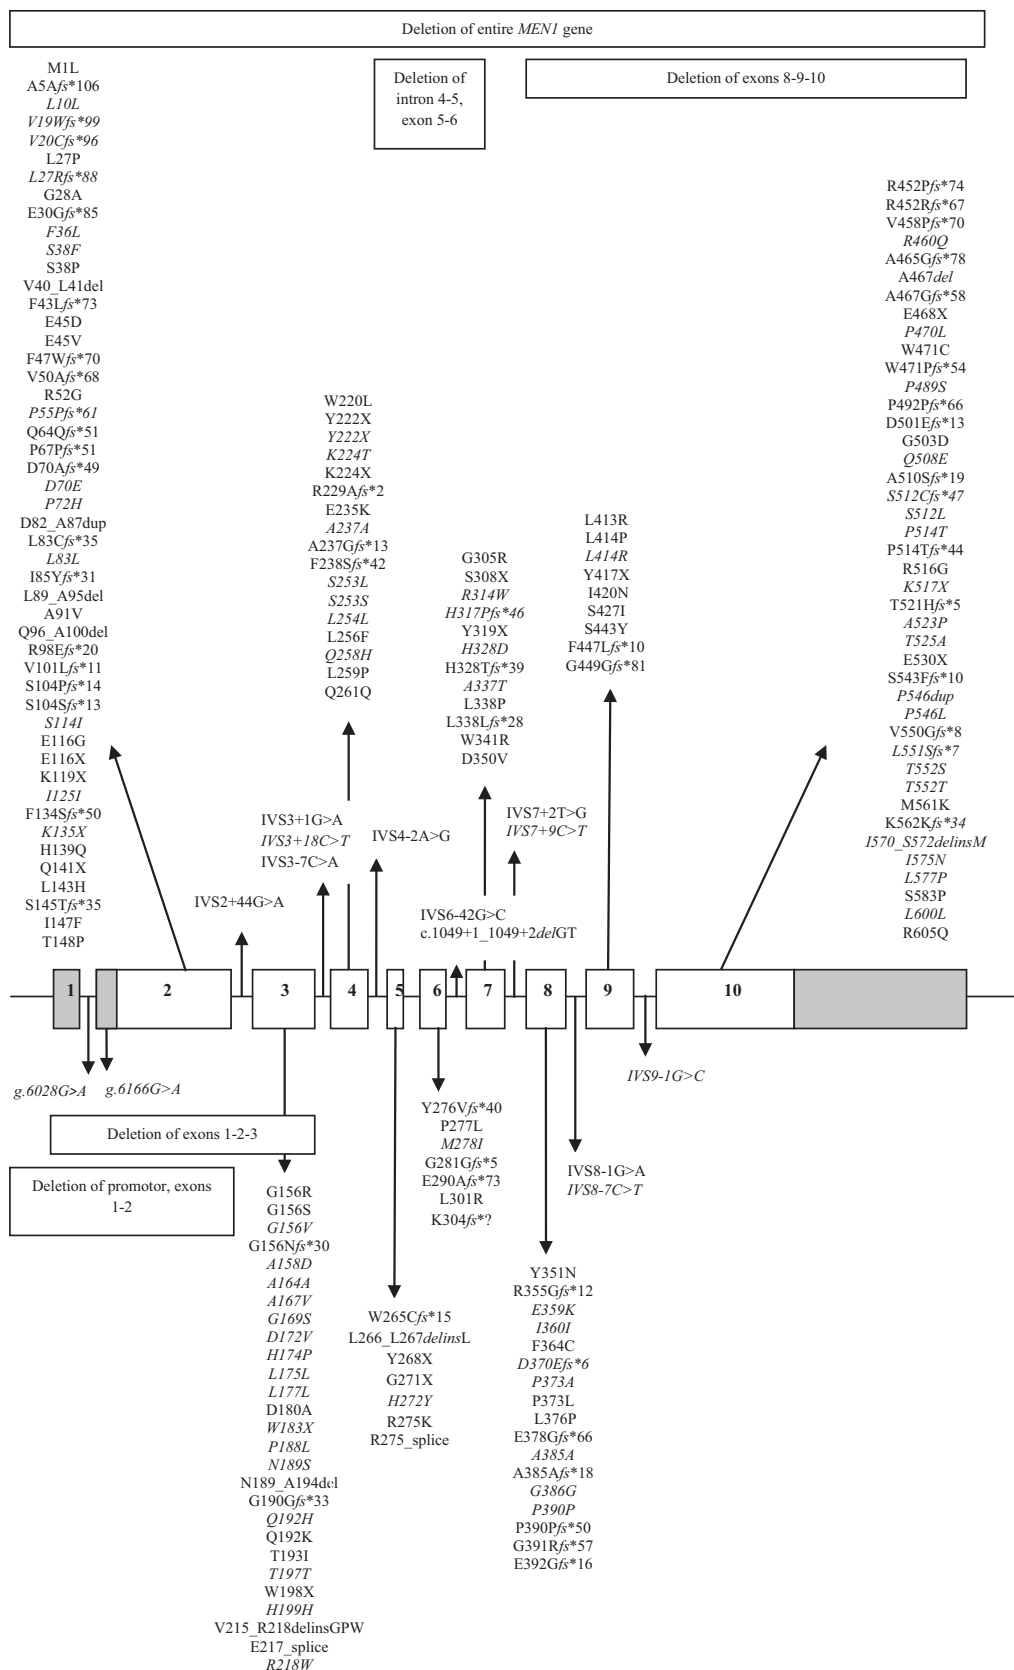 Deletion of entire MEN1 gene
Deletion of
intron 4-5,
exon 5-6
Deletion of exons 8-9-10
M1L
A5Afs*106
L10L
V19Wfs*99
V20Cfs*96
L27P
L27Rfs*88
G28A
E30Gfs*85
F36L
S38F
S38P
V40_L41del
F43Lfs*73
E45D
E45V
F47Wfs*70
V50Afs*68
R52G
P55Pfs*61
Q64Qfs*51
P67Pfs*51
D70Afs*49
D70E
P72H
D82_A87dup
L83Cfs*35
L83L
I85Yfs*31
L89_A95del
A91V
Q96_A100del
R98Efs*20
V101Lfs*11
S104Pfs*14
S104Sfs*13
S114I
E116G
E116X
K119X
I125I
F134Sfs*50
K135X
H139Q
Q141X
L143H
S145Tfs*35
I147F
T148P
IVS2+44G>A
IVS3+1G>A
IVS3+18C>T
IVS3-7C>A
W220L
Y222X
Y222X
K224T
K224X
R229Afs*2
E235K
A237A
A237Gfs*13
F238Sfs*42
S253L
S253S
L254L
L256F
Q258H
L259P
Q261Q
IVS4-2A>G
IVS6-42G>C
c.1049+1_1049+2delGT
G305R
S308X
R314W
H317Pfs*46
Y319X
H328D
H328Tfs*39
A337T
L338P
L338Lfs*28
W341R
D350V
IVS7+2T>G
IVS7+9C>T
L413R
L414P
L414R
Y417X
I420N
S427I
S443Y
F447Lfs*10
G449Gfs*81
R452Pfs*74
R452Rfs*67
V458Pfs*70
R460Q
A465Gfs*78
A467del
A467Gfs*58
E468X
P470L
W471C
W471Pfs*54
P489S
P492Pfs*66
D501Efs*13
G503D
Q508E
A510Sfs*19
S512Cfs*47
S512L
P514T
P514Tfs*44
R516G
K517X
T521Hfs*5
A523P
T525A
E530X
S543Ffs*10
P546dup
P546L
V550Gfs*8
L551Sfs*7
T552S
T552T
M561K
K562Kfs*34
I570_S572delinsM
I575N
L577P
S583P
L600L
R605Q
1 2 3 4 5 6 7 8 9 10
g.6028G>A
g.6166G>A
Deletion of exons 1-2-3
Deletion of promotor, exons
1-2
G156R
G156S
G156V
G156Nfs*30
A158D
A164A
A167V
G169S
D172V
H174P
L175L
L177L
D180A
W183X
P188L
N189S
N189_A194del
G190Gfs*33
Q192H
Q192K
T193I
T197T
W198X
H199H
V215_R218delinsGPW
E217_splice
R218W
W265Cfs*15
L266_L267delinsL
Y268X
G271X
H272Y
R275K
R275_splice
Y276Vfs*40
P277L
M278I
G281Gfs*5
E290Afs*73
L301R
K304fs*?
Y351N
R355Gfs*12
E359K
I360I
F364C
D370Efs*6
P373A
P373L
L376P
E378Gfs*66
A385A
A385Afs*18
G386G
P390P
P390Pfs*50
G391Rfs*57
E392Gfs*16
IVS8-1G>A
IVS8-7C>T
IVS9-1G>C